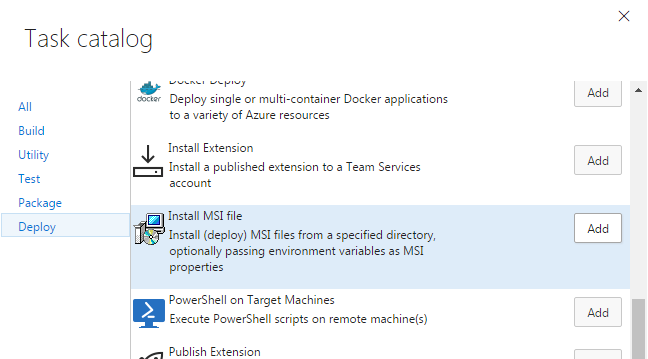 Task catalog
All
Build
Utility
Test
Package
Deploy
Docker Deploy
Deploy single or multi-container Docker applications
to a variety of Azure resources
Add
docker
Install Extension
Install a published extension to a Team Services
account
Add
Install MSI file
Install (deploy) MSI files from a specified directory,
optionally passing environment variables as MSI
properties
Add
PowerShell on Target Machines
Execute PowerShell scripts on remote machine(s)
Add
Publish Extension